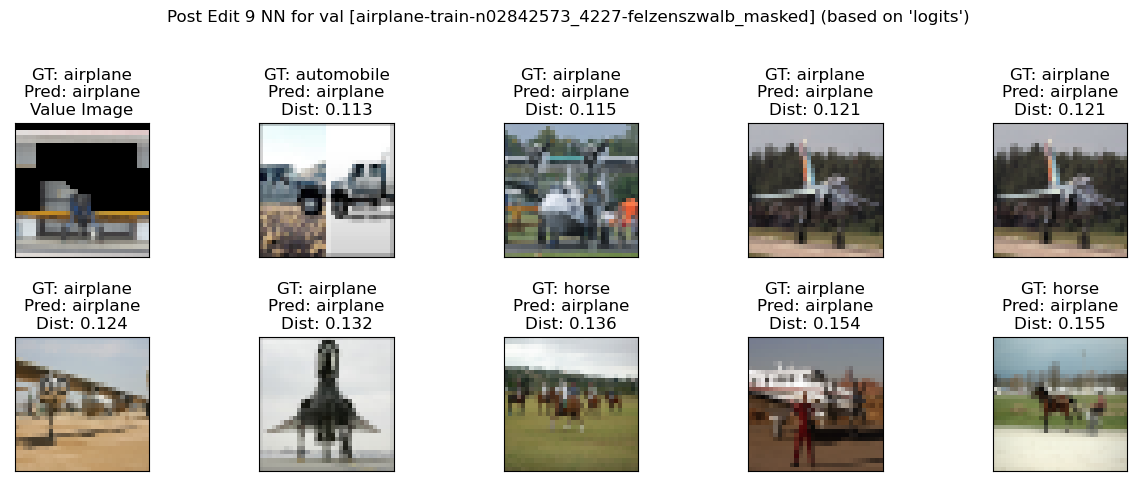 Post Edit 9 NN for val [airplane-train-n02842573_4227-felzenszwalb_masked] (based on 'logits')
GT: airplane
Pred: airplane
Value Image
GT: automobile
Pred: airplane
Dist: 0.113
GT: airplane
Pred: airplane
Dist: 0.115
GT: airplane
Pred: airplane
Dist: 0.121
GT: airplane
Pred: airplane
Dist: 0.121
GT: airplane
Pred: airplane
Dist: 0.124
GT: airplane
Pred: airplane
Dist: 0.132
GT: horse
Pred: airplane
Dist: 0.136
GT: airplane
Pred: airplane
Dist: 0.154
GT: horse
Pred: airplane
Dist: 0.155